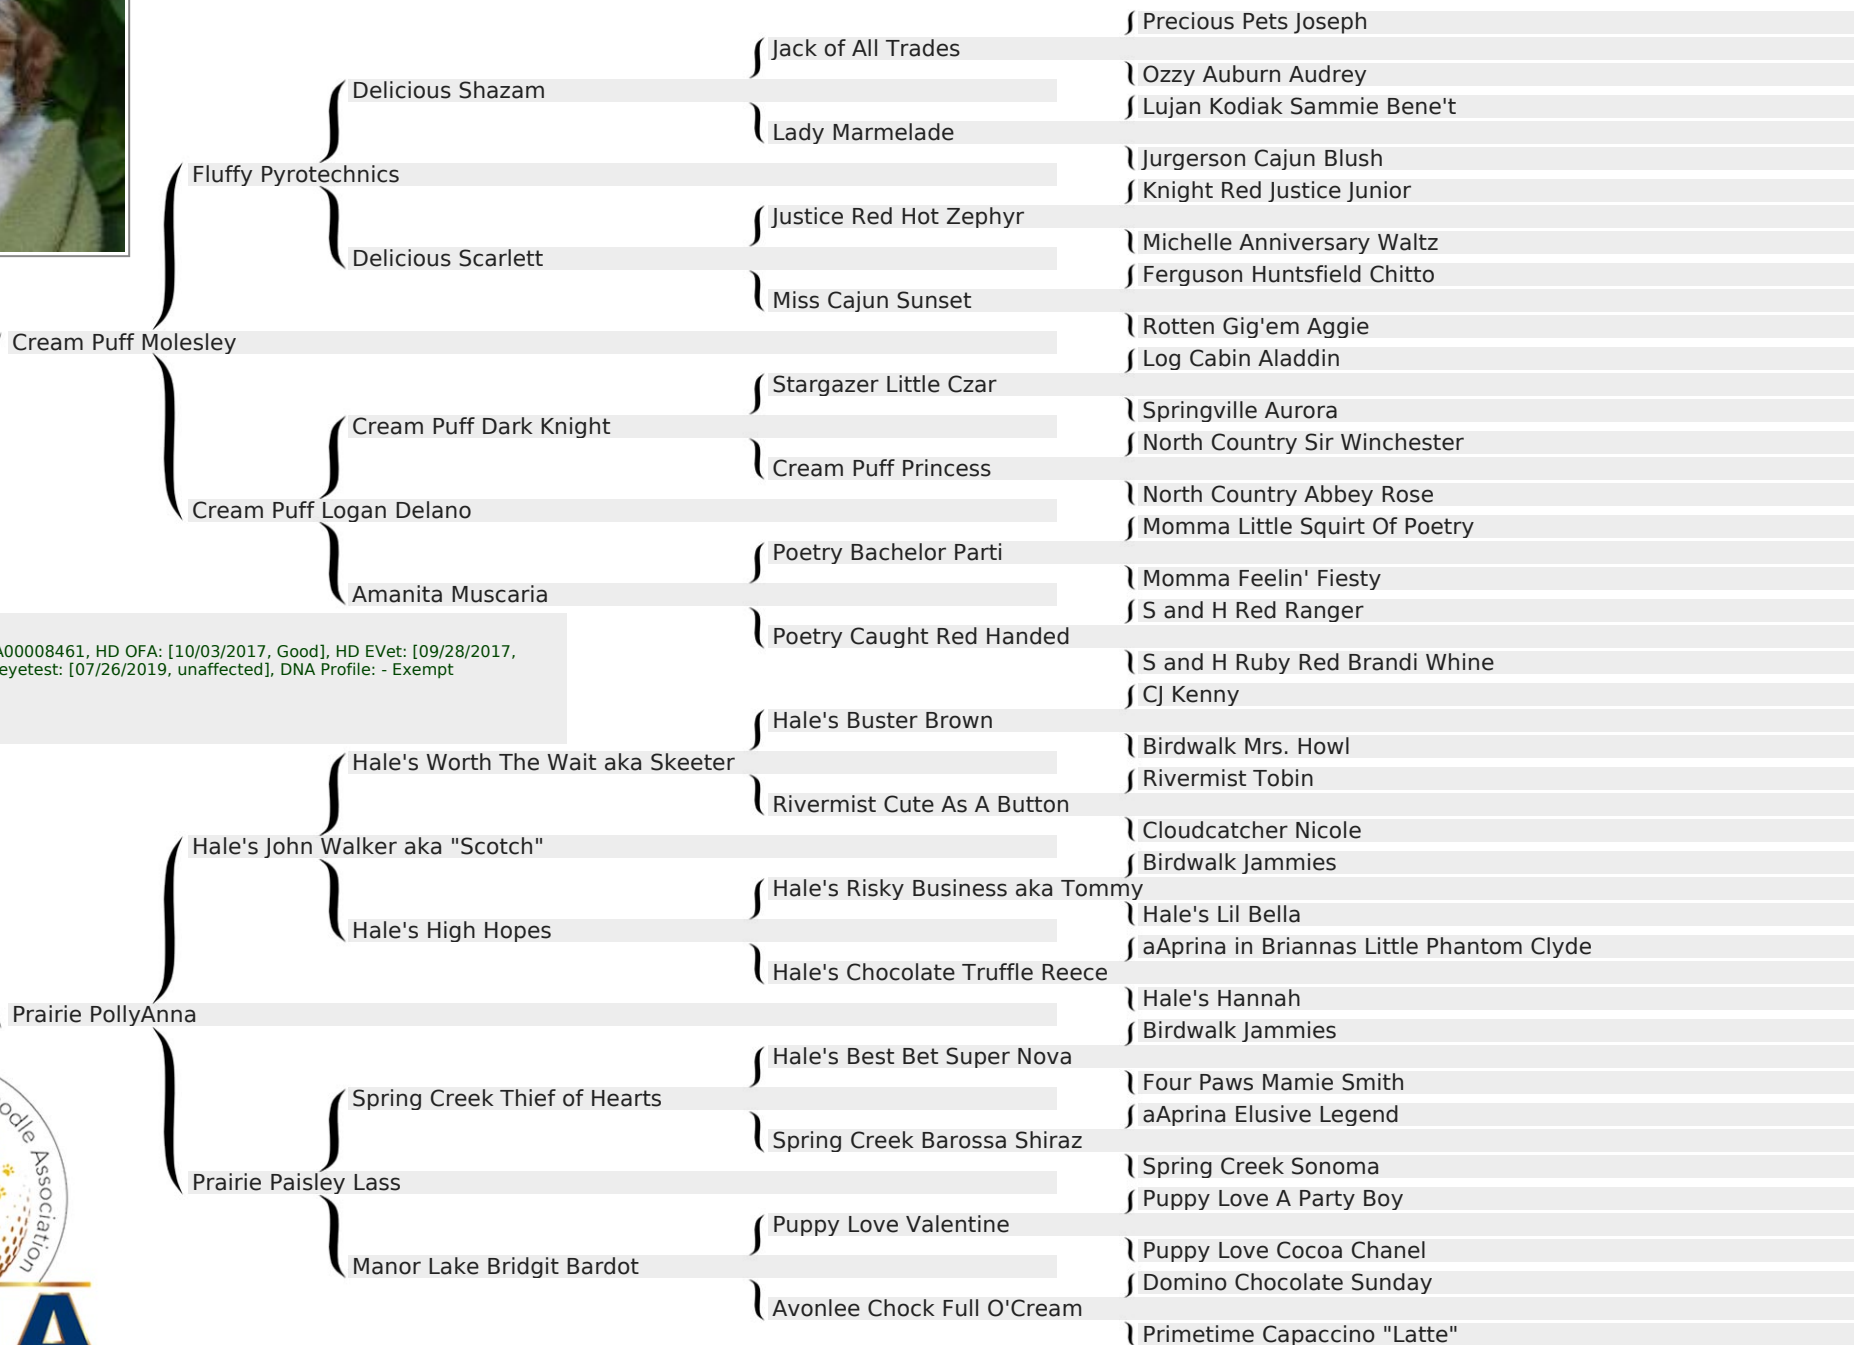 Precious Pets Joseph
Jack of All Trades
Ozzy Auburn Audrey
Delicious Shazam
Lujan Kodiak Sammie Bene't
Lady Marmelade
Jurgerson Cajun Blush
Fluffy Pyrotechnics
Knight Red Justice Junior
Justice Red Hot Zephyr
Michelle Anniversary Waltz
Delicious Scarlett
Ferguson Huntsfield Chitto
Miss Cajun Sunset
Rotten Gig'em Aggie
Cream Puff Molesley
Log Cabin Aladdin
Stargazer Little Czar
Springville Aurora
Cream Puff Dark Knight
North Country Sir Winchester
Cream Puff Princess
North Country Abbey Rose
Cream Puff Logan Delano
Momma Little Squirt Of Poetry
Poetry Bachelor Parti
Momma Feelin' Fiesty
Amanita Muscaria
S and H Red Ranger
Poetry Caught Red Handed
A00008461, HD OFA: [10/03/2017, Good], HD EVet: [09/28/2017,
eyetest: [07/26/2019, unaffected], DNA Profile: - Exempt
S and H Ruby Red Brandi Whine
CJ Kenny
Hale's Buster Brown
Birdwalk Mrs. Howl
Hale's Worth The Wait aka Skeeter
Rivermist Tobin
Rivermist Cute As A Button
Cloudcatcher Nicole
Hale's John Walker aka "Scotch"
Birdwalk Jammies
Hale's Risky Business aka Tommy
Hale's Lil Bella
Hale's High Hopes
aAprina in Briannas Little Phantom Clyde
Hale's Chocolate Truffle Reece
Hale's Hannah
Prairie PollyAnna
Birdwalk Jammies
Hale's Best Bet Super Nova
Four Paws Mamie Smith
Spring Creek Thief of Hearts
aAprina Elusive Legend
Spring Creek Barossa Shiraz
Spring Creek Sonoma
Prairie Paisley Lass
Puppy Love A Party Boy
Puppy Love Valentine
Puppy Love Cocoa Chanel
Manor Lake Bridgit Bardot
Domino Chocolate Sunday
Avonlee Chock Full O'Cream
Primetime Capaccino "Latte"
oodle Association
A